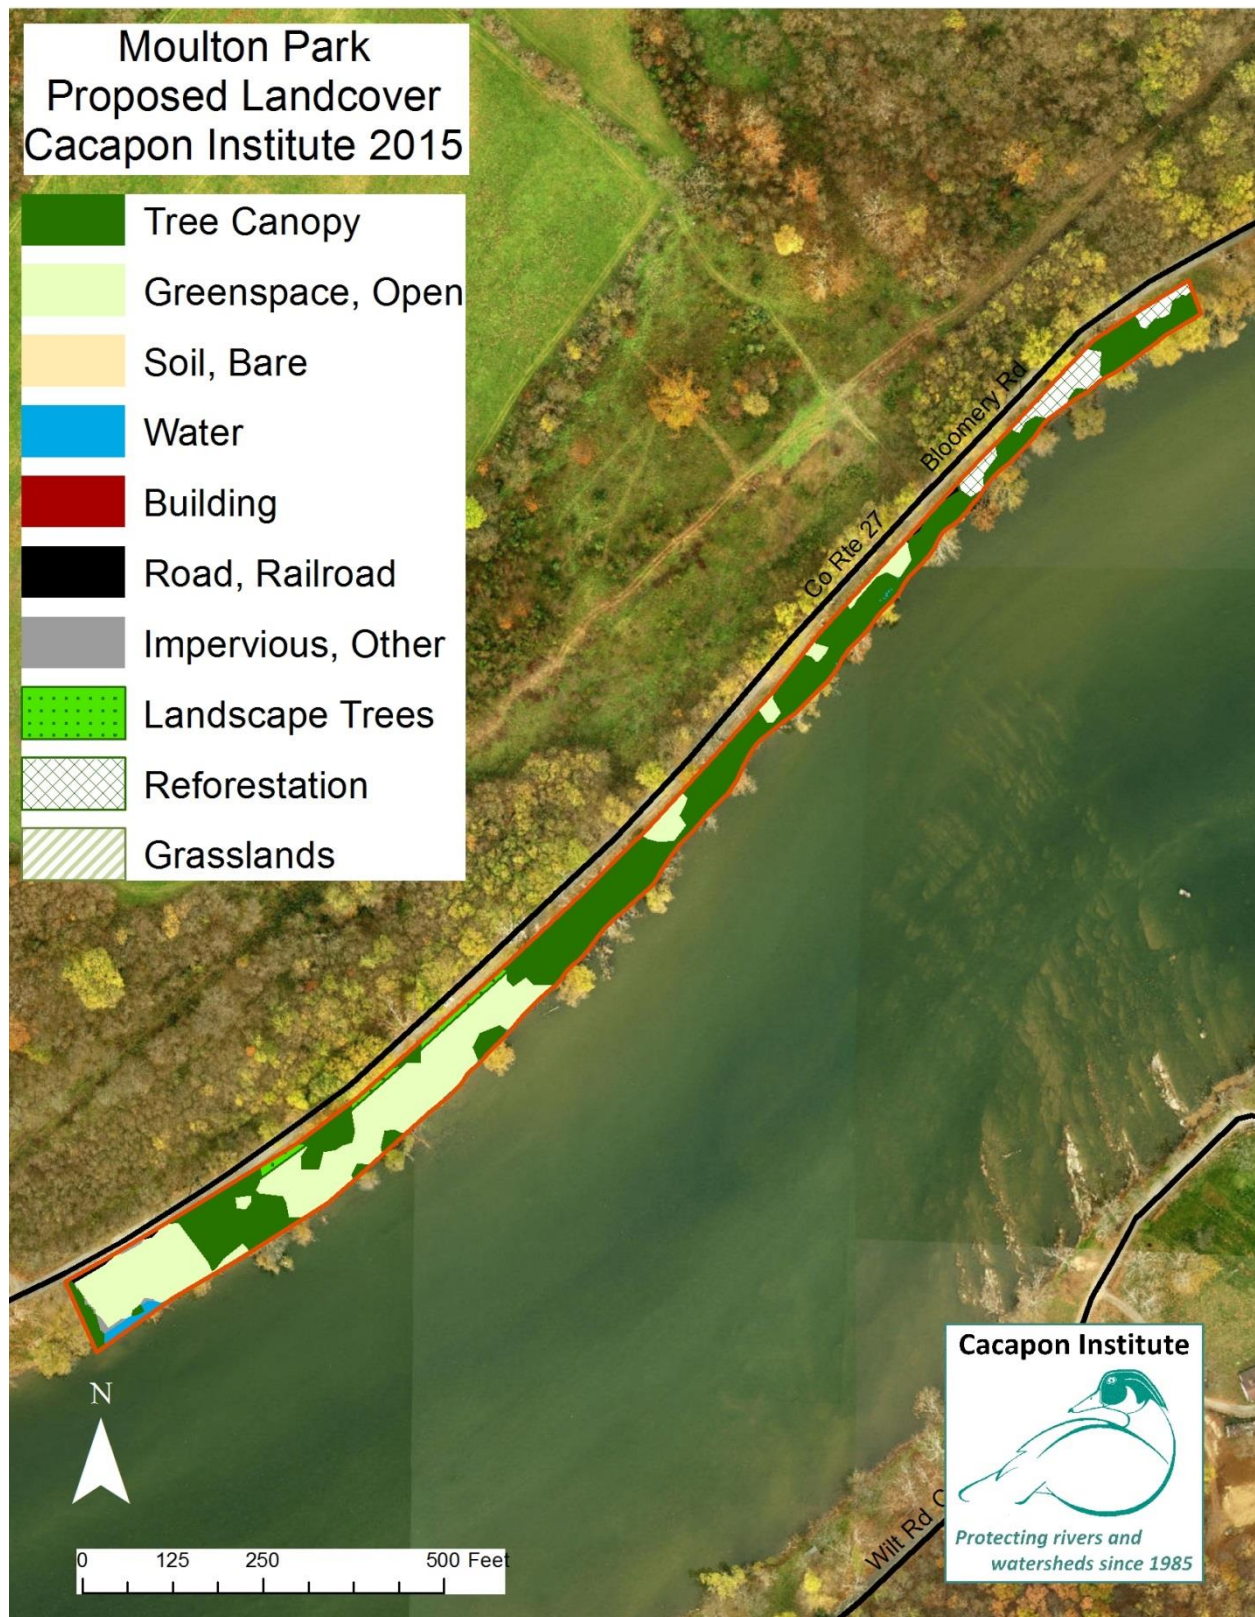 Moulton Park
Proposed Landcover
Cacapon Institute 2015
Tree Canopy
Greenspace, Open
Soil, Bare
Water
Building
Road, Railroad
Impervious, Other
Landscape Trees
Reforestation
Grasslands
Bloomery Rd
Co Rte 27
N
0 125 250 500 Feet
Wilt Rd C
Cacapon Institute
Protecting rivers and
watersheds since 1985